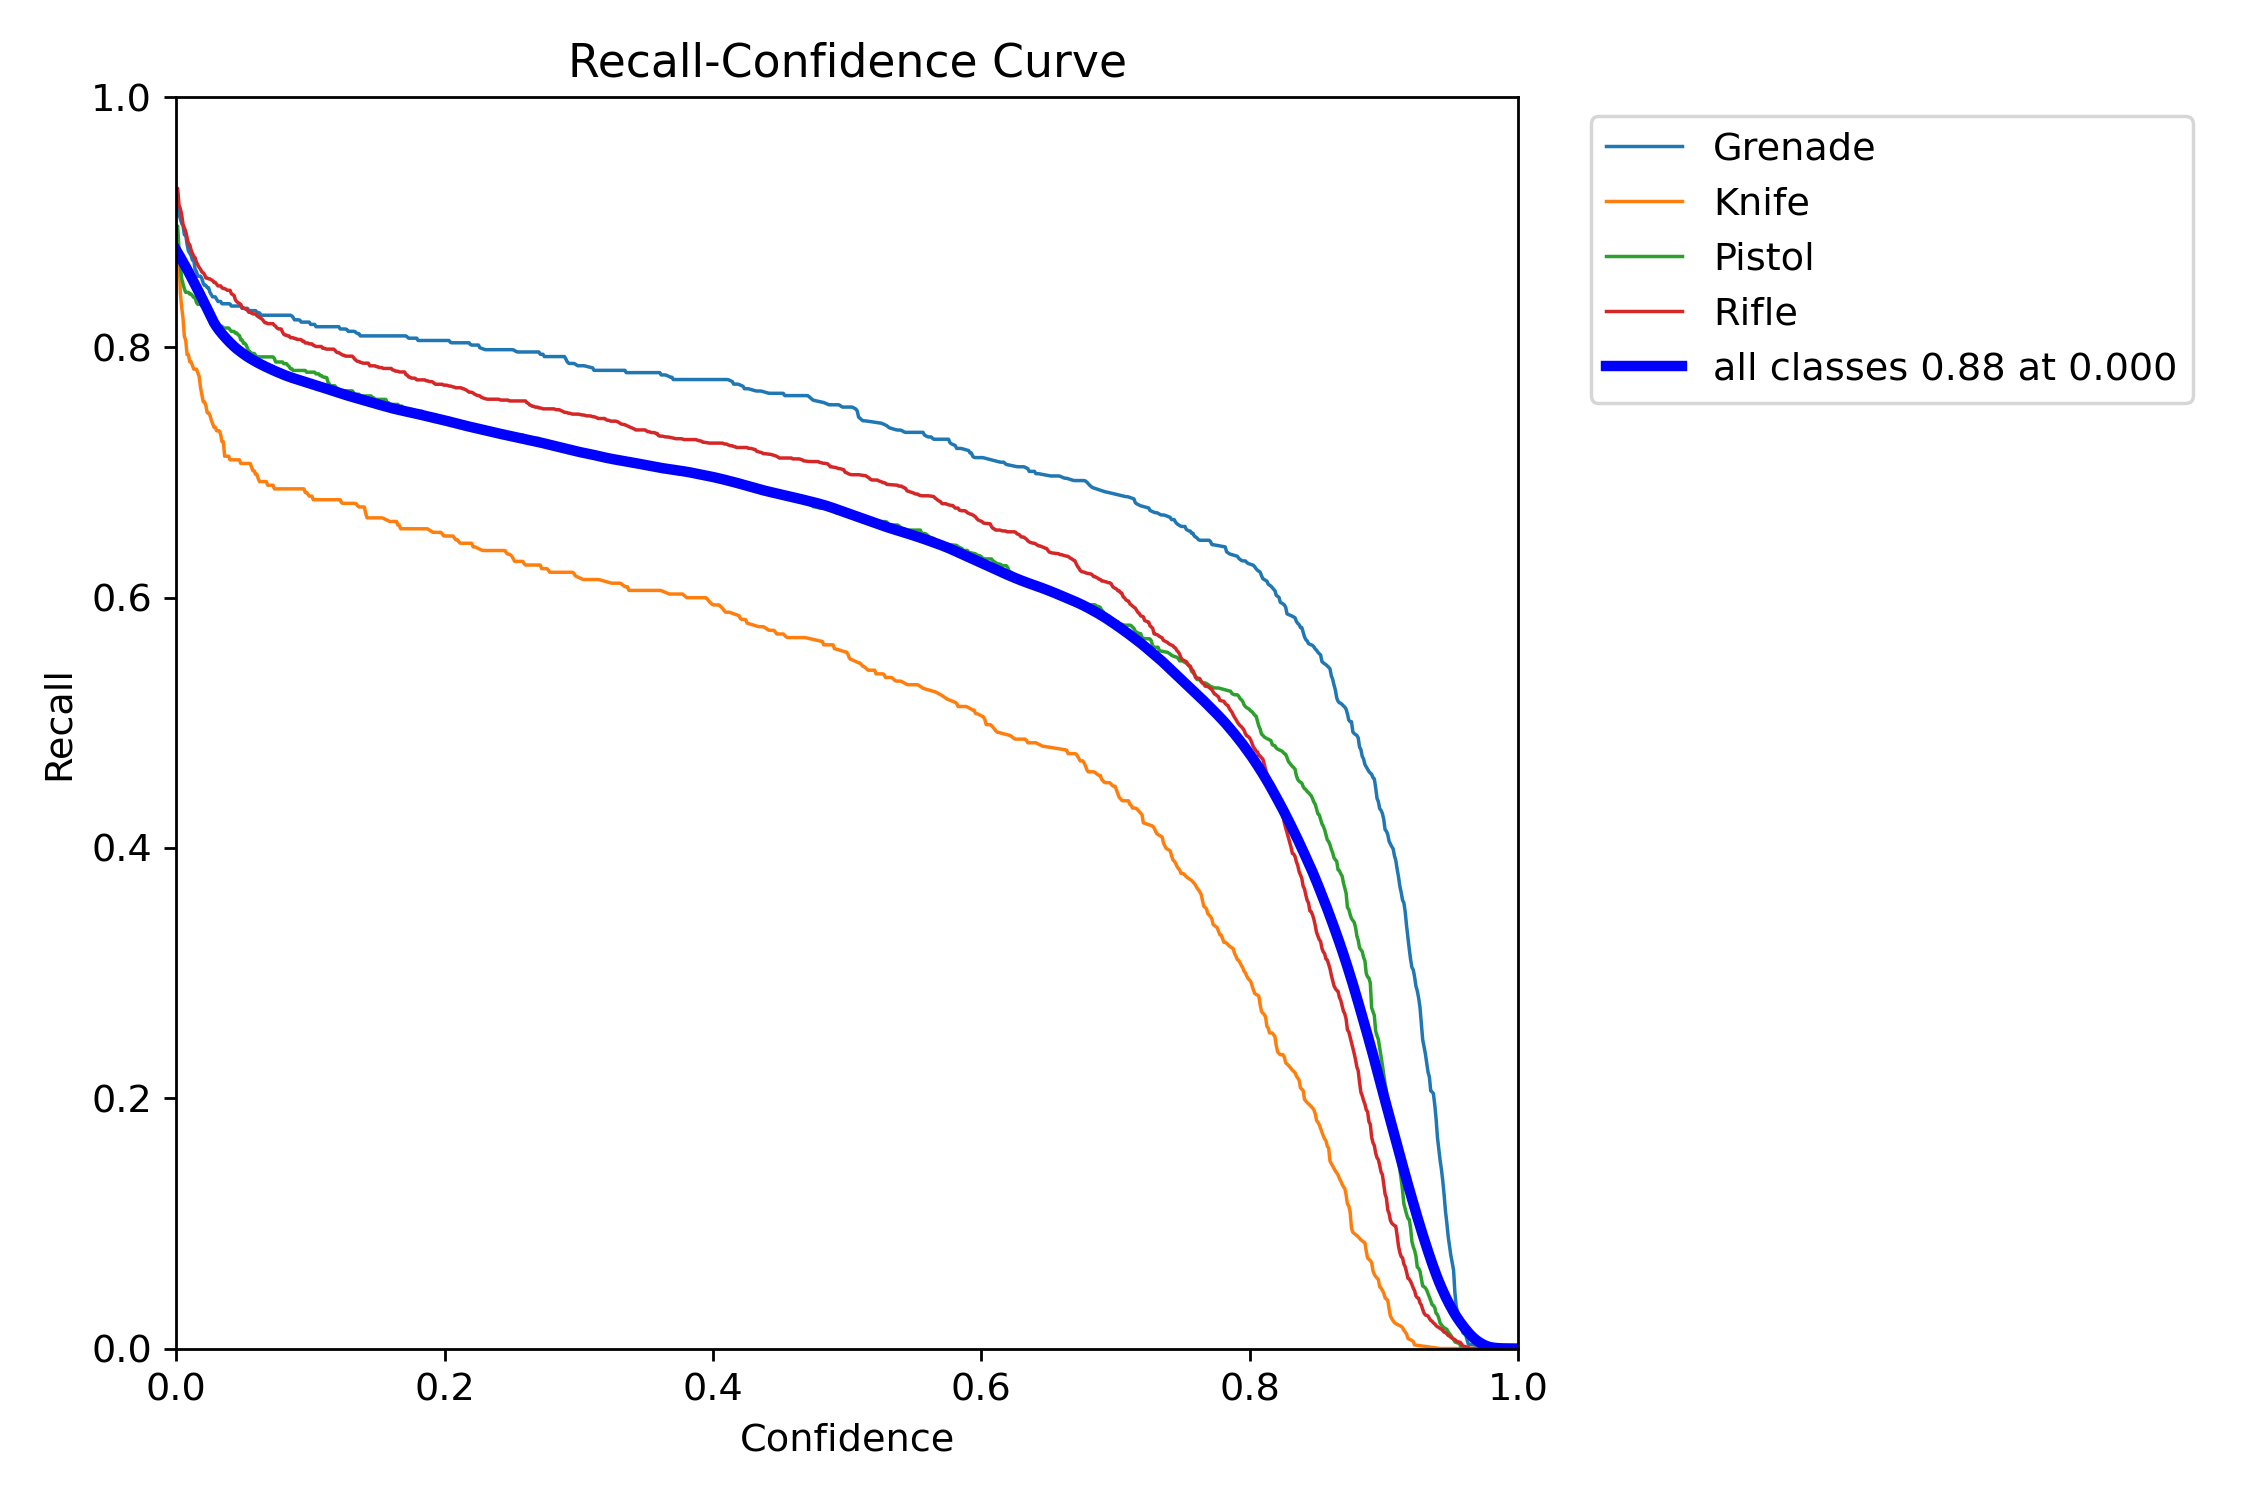 Recall-Confidence Curve
1.0
0.8
0.6
0.4
0.2
0.0
Recall
0.0 0.2 0.4 0.6 0.8 1.0
Confidence
Grenade
Knife
Pistol
Rifle
all classes 0.88 at 0.000